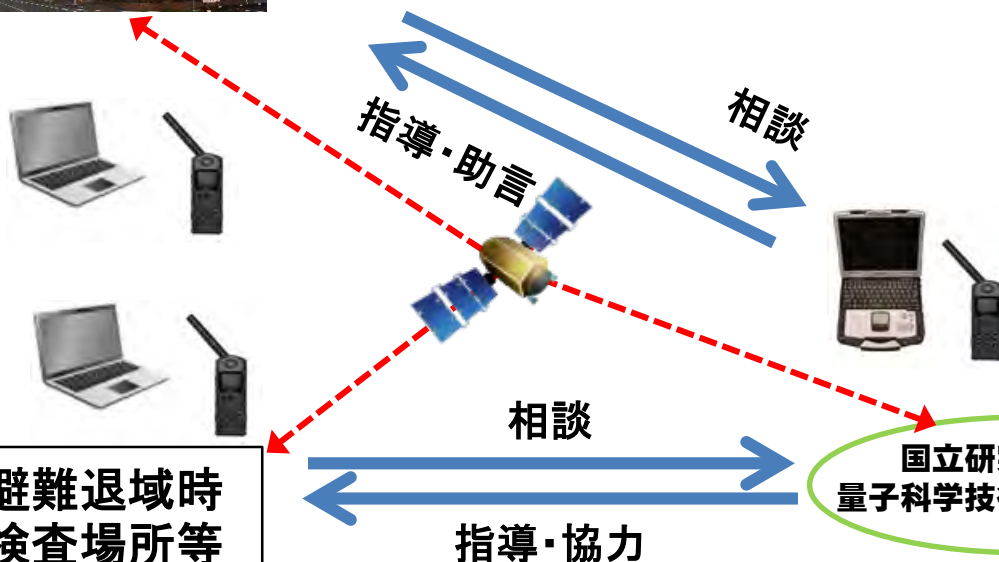 相談
指導・助言
相談
国立研
量子科学技
避難退域時
検査場所等
指導・協力